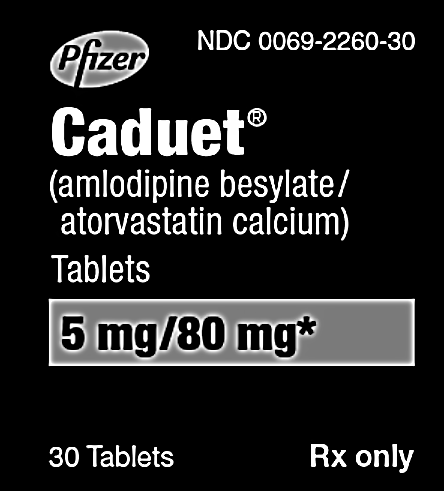 Pfizer
NDC 0069-2260-30
Caduet®
(amlodipine besylate/
atorvastatin calcium)
Tablets
5 mg/80 mg*
30 Tablets
Rx only